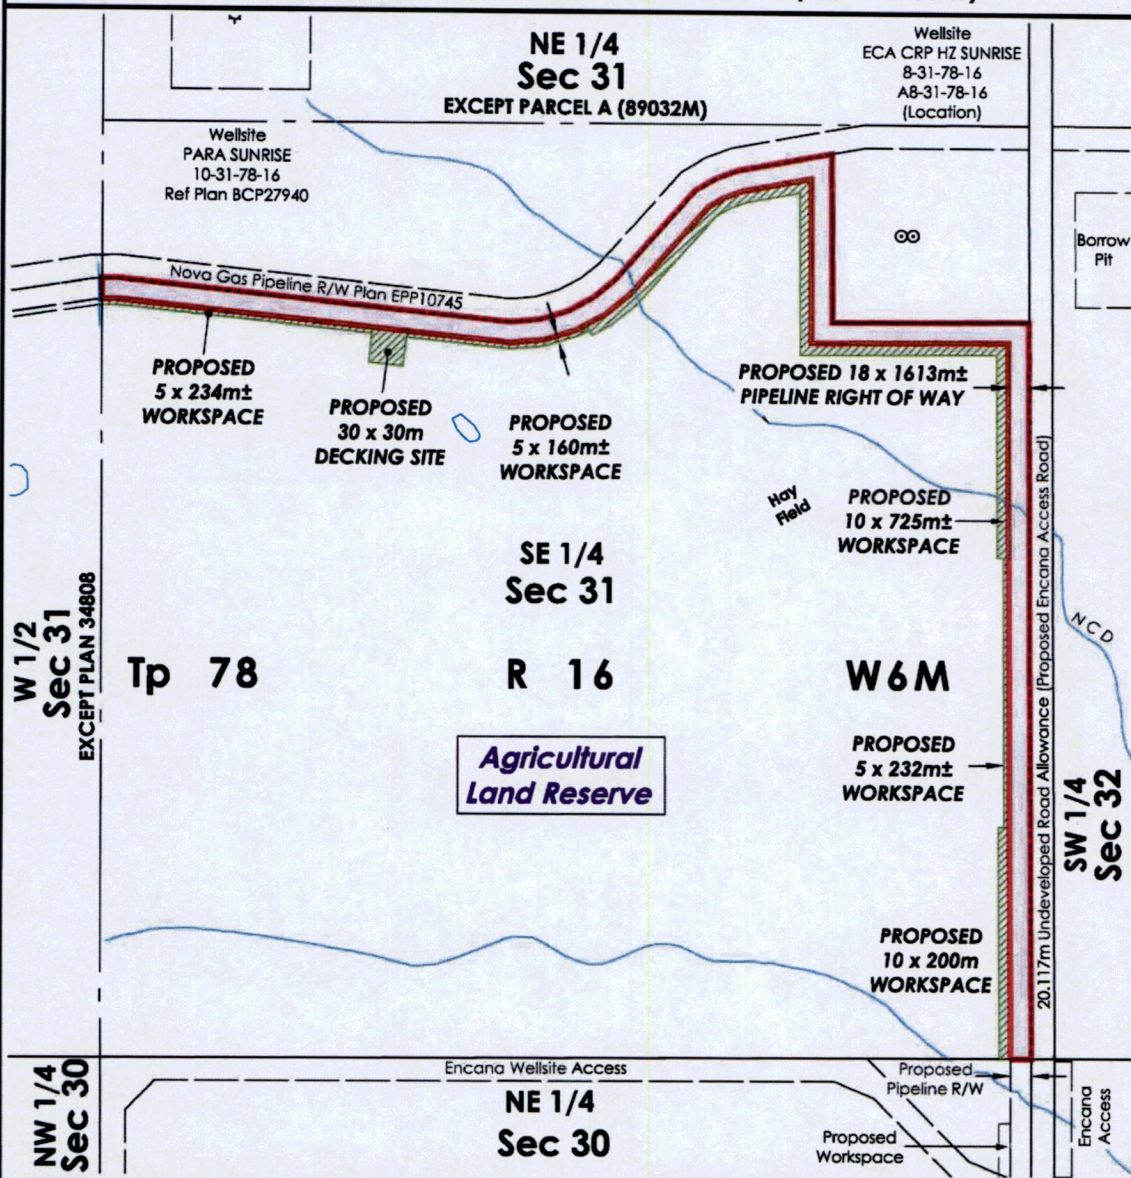 NE 1/4
Sec 31
EXCEPT PARCEL A (89032M)
Wellsite
ECA CRP HZ SUNRISE
8-31-78-16
A8-31-78-16
(Location)
Wellsite
PARA SUNRISE
10-31-78-16
Ref Plan BCP27940
Borrow
Pit
Nova Gas Pipeline R/W Plan EPP10745
PROPOSED
5 x 234m±
WORKSPACE
PROPOSED
30 x 30m
DECKING SITE
PROPOSED
5 x 160m±
WORKSPACE
PROPOSED 18 x 1613m±
PIPELINE RIGHT OF WAY
Hay
Field
PROPOSED
10 x 725m±
WORKSPACE
SE 1/4
Sec 31
W 1/2
Sec 31
EXCEPT PLAN 34808
Tp 78
R 16
W6M
NCD
20.117m Undeveloped Road Allowance (Proposed Encana Access Road)
Agricultural
Land Reserve
PROPOSED
5 x 232m±
WORKSPACE
SW 1/4
Sec 32
PROPOSED
10 x 200m
WORKSPACE
NW 1/4
Sec 30
Encana Wellsite Access
NE 1/4
Sec 30
Proposed
Pipeline R/W
Proposed
Workspace
Encana
Access